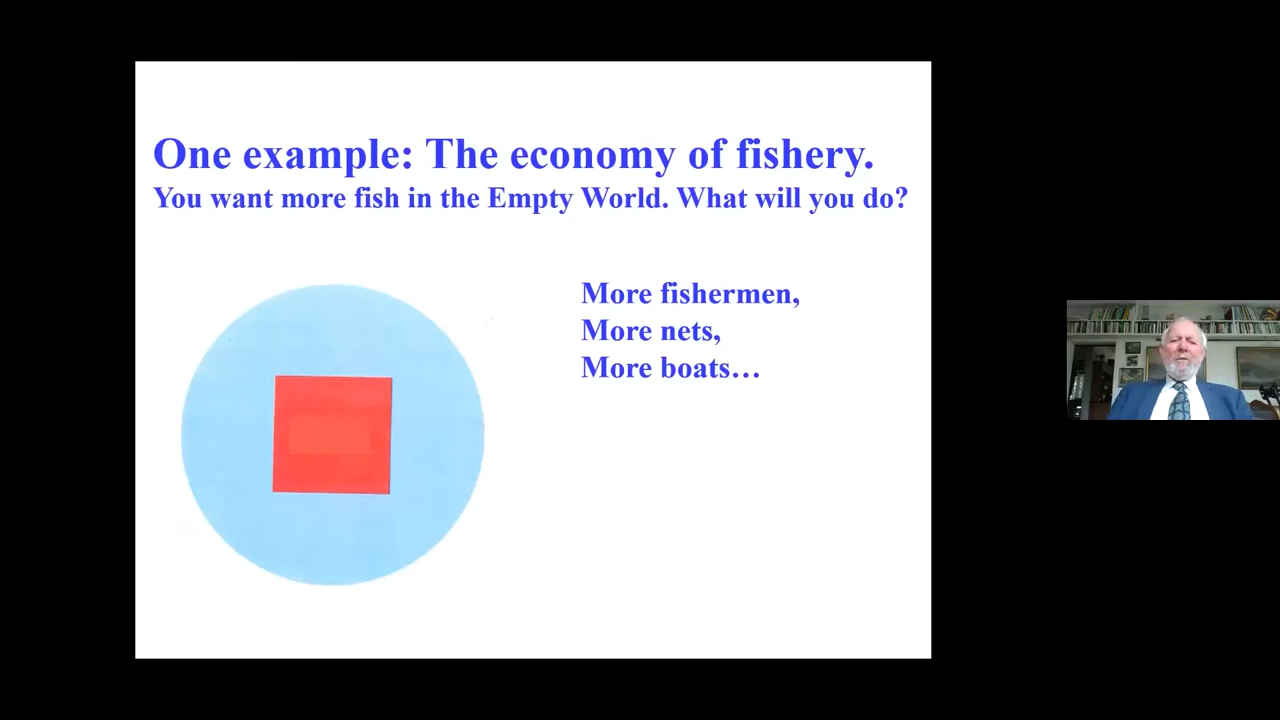 One example: The economy of fishery.
You want more fish in the Empty World. What will you do?
More fishermen,
More nets,
More boats…